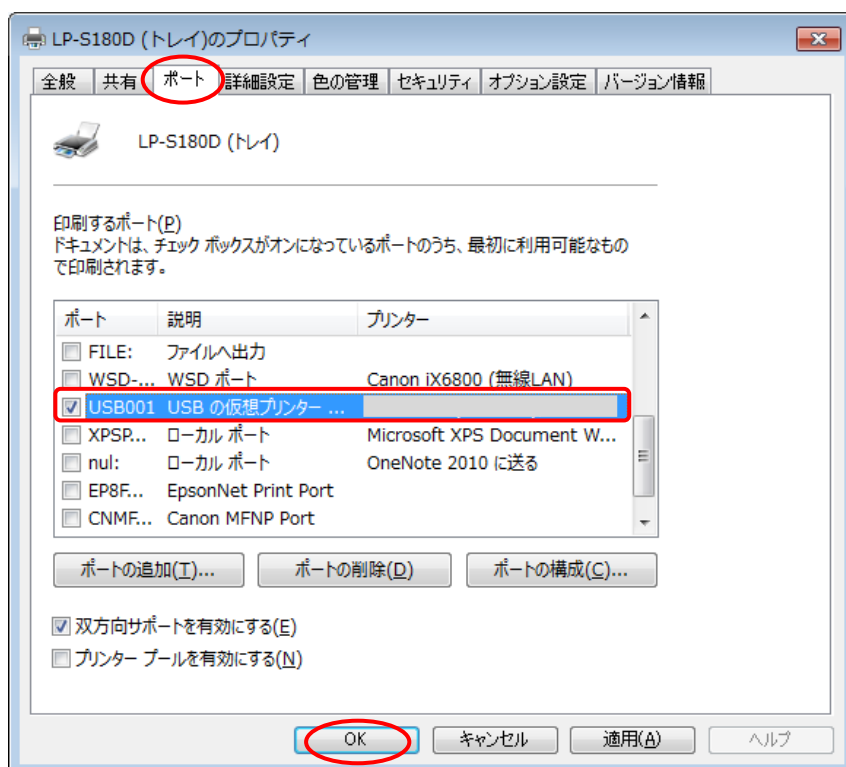 LP-S180D (トレイ)のプロパティ
全般 共有 ポート 詳細設定 色の管理 セキュリティ オプション設定 バージョン情報
LP-S180D (トレイ)
印刷するポート(P)
ドキュメントは、チェック ボックスがオンになっているポートのうち、最初に利用可能なもの
で印刷されます。
ポート 説明 プリンター
FILE: ファイルへ出力
WSD-... WSD ポート Canon iX6800 (無線LAN)
USB001 USB の仮想プリンター ...
XPSP... ローカル ポート Microsoft XPS Document W...
nul: ローカル ポート OneNote 2010 に送る
EP8F... EpsonNet Print Port
CNMF... Canon MFNP Port
ポートの追加(T)... ポートの削除(D) ポートの構成(C)...
双方向サポートを有効にする(E)
プリンター プールを有効にする(N)
OK キャンセル 適用(A) ヘルプ